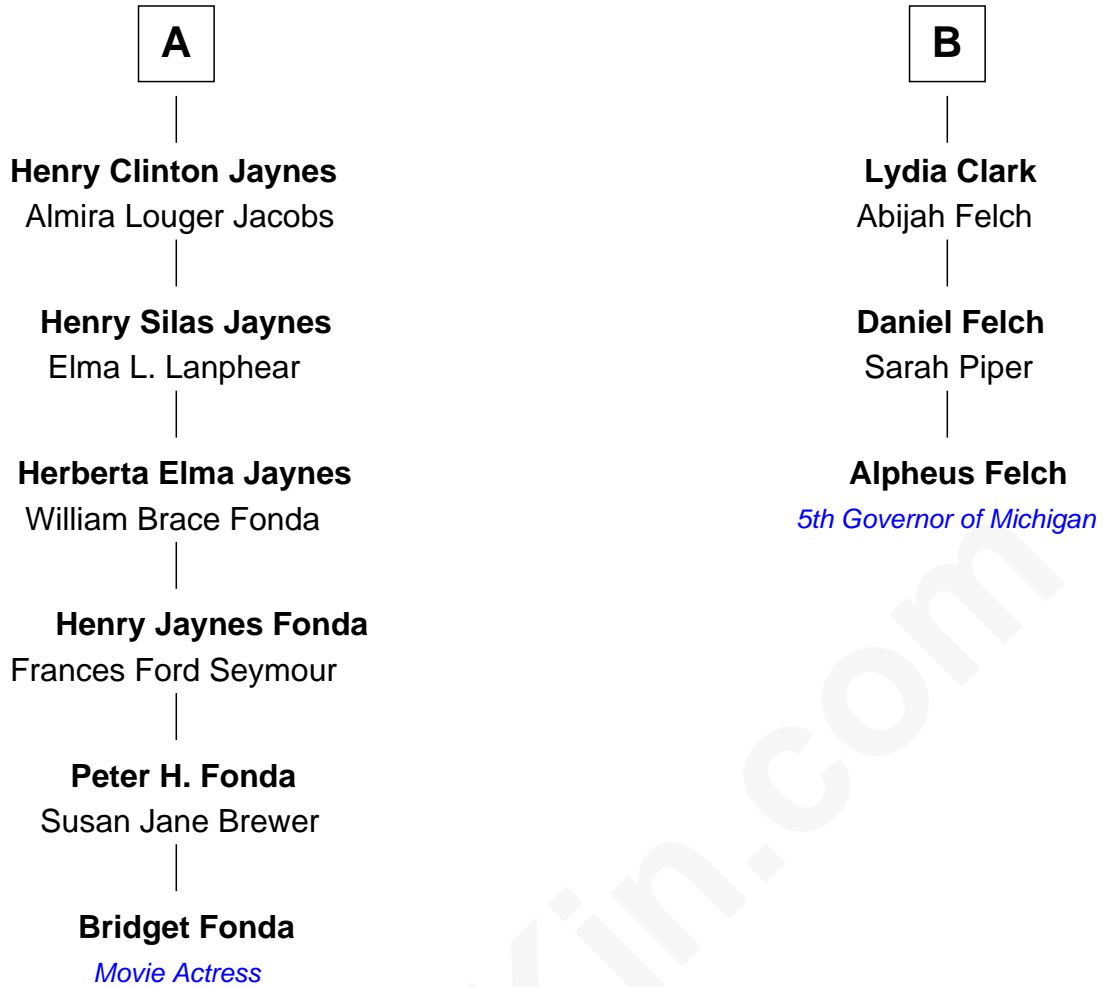 A
Henry Clinton Jaynes
Almira Louger Jacobs
Henry Silas Jaynes
Elma L. Lanphear
Herberta Elma Jaynes
William Brace Fonda
Henry Jaynes Fonda
Frances Ford Seymour
Peter H. Fonda
Susan Jane Brewer
Bridget Fonda
Movie Actress
B
Lydia Clark
Abijah Felch
Daniel Felch
Sarah Piper
Alpheus Felch
5th Governor of Michigan